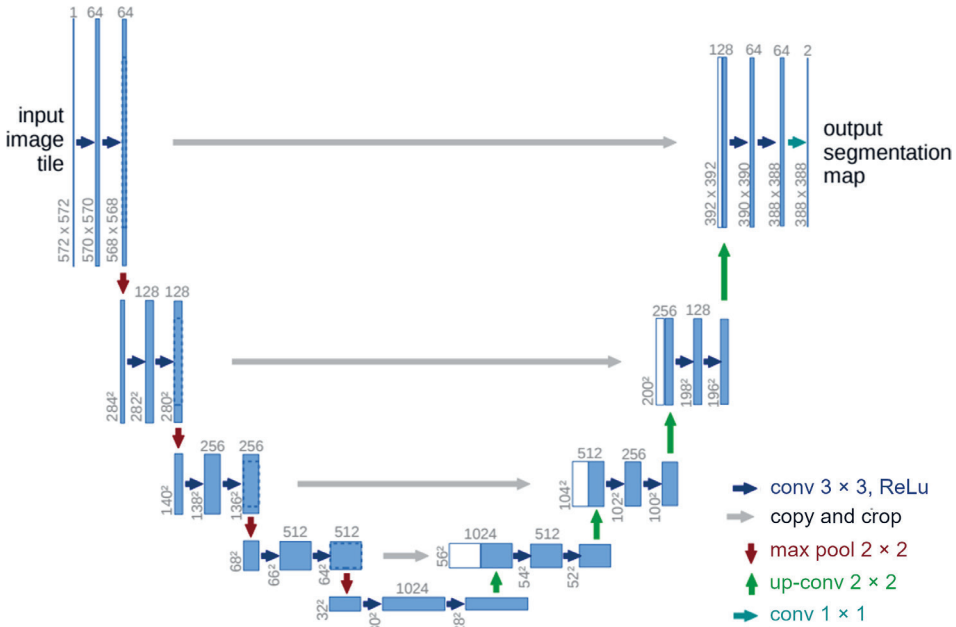 1 64 64
input
image
tile
572 x 572
570 x 570
568 x 568
128 64 64 2
output
segmentation
map
392 x 392
390 x 390
388 x 388
388 x 388
128 128
284²
282²
280²
256 128
200²
198²
196²
256 256
140²
138²
136²
512 256
104²
102²
100²
512 512
68²
66²
64²
1024 512
56²
54²
52²
1024
32²
conv 3 × 3, ReLu
copy and crop
max pool 2 × 2
up-conv 2 × 2
conv 1 × 1